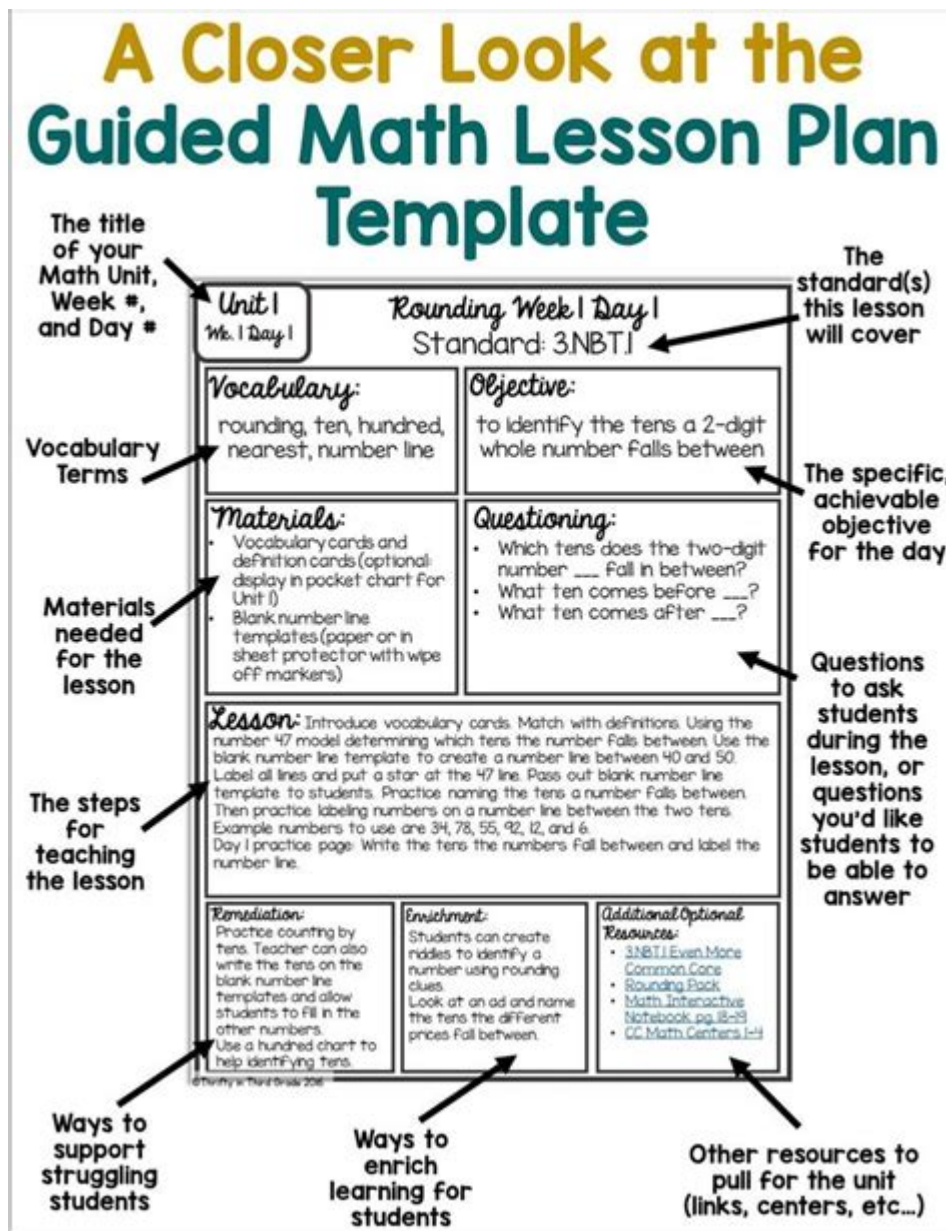 A Closer Look at the
Guided Math Lesson Plan
Template
The title
of your
Math Unit,
Week #,
and Day #
The
standard(s)
this lesson
will cover
Unit 1
Wk. 1 Day 1
Rounding Week 1 Day 1
Standard: 3.NBT.1
Vocabulary:
rounding, ten, hundred,
nearest, number line
Objective:
to identify the tens a 2-digit
whole number falls between
Vocabulary
Terms
The specific,
achievable
objective
for the day
Materials:
• Vocabulary cards and
definition cards (optional:
display in pocket chart for
Unit 1)
• Blank number line
templates (paper or in
sheet protector with wipe
off markers)
Questioning:
• Which tens does the two-digit
number ___ fall in between?
• What ten comes before ___?
• What ten comes after ___?
Materials
needed
for the
lesson
Questions
to ask
students
during the
lesson, or
questions
you'd like
students to
be able to
answer
Lesson: Introduce vocabulary cards. Match with definitions. Using the
number 47 model determining which tens the number falls between. Use the
blank number line template to create a number line between 40 and 50.
Label all lines and put a star at the 47 line. Pass out blank number line
template to students. Practice naming the tens a number falls between.
Then practice labeling numbers on a number line between the two tens.
Example numbers to use are 34, 78, 55, 92, 12, and 6.
Day 1 practice page: Write the tens the numbers fall between and label the
number line.
The steps
for
teaching
the lesson
Remediation:
Practice counting by
tens. Teacher can also
write the tens on the
blank number line
templates and allow
students to fill in the
other numbers.
Use a hundred chart to
help identifying tens.
Enrichment:
Students can create
riddles to identify a
number using rounding
clues.
Look at an ad and name
the tens the different
prices fall between.
Additional Optional
Resources:
• 3.NBT.1 Even More
Common Core
• Rounding Pack
• Math Interactive
Notebook pg. 18-19
• CC Math Centers 1-4
©Thrifty in Third Grade 2016
Ways to
support
struggling
students
Ways to
enrich
learning for
students
Other resources to
pull for the unit
(links, centers, etc...)